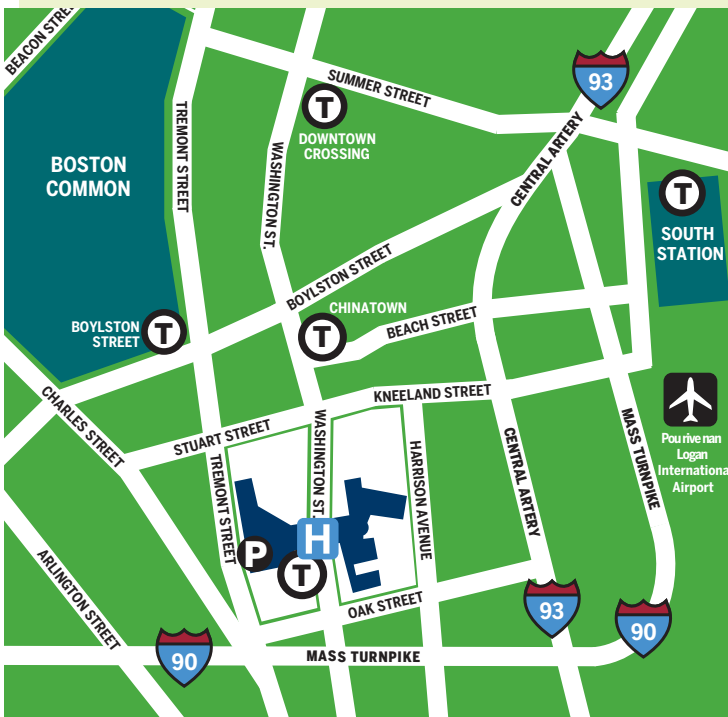 BEACON STREET
SUMMER STREET
93
T
DOWNTOWN
CROSSING
TREMONT STREET
WASHINGTON ST.
CENTRAL ARTERY
BOSTON
COMMON
T
SOUTH
STATION
BOYLSTON STREET
CHINATOWN
T
BEACH STREET
BOYLSTON
STREET
T
KNEELAND STREET
CHARLES STREET
STUART STREET
WASHINGTON ST.
HARRISON AVENUE
TREMONT STREET
CENTRAL ARTERY
MASS TURNPIKE
Pou rive nan
Logan
Internationa
Airport
H
P
T
ARLINGTON STREET
OAK STREET
93
90
90
MASS TURNPIKE